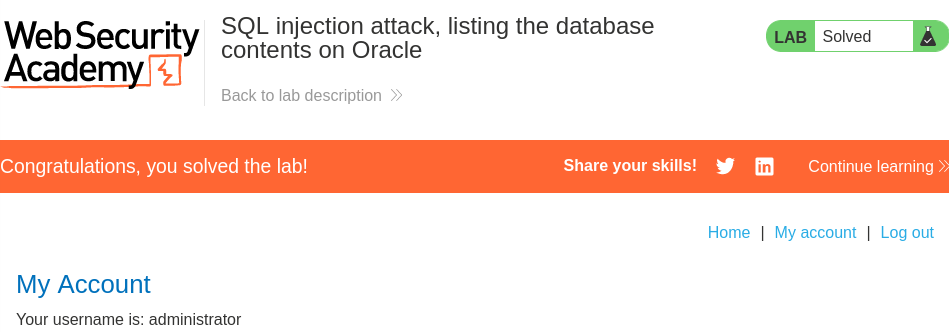 Web Security
Academy
SQL injection attack, listing the database
contents on Oracle
Back to lab description
LAB Solved
Congratulations, you solved the lab!
Share your skills!
Continue learning
Home | My account | Log out
My Account
Your username is: administrator